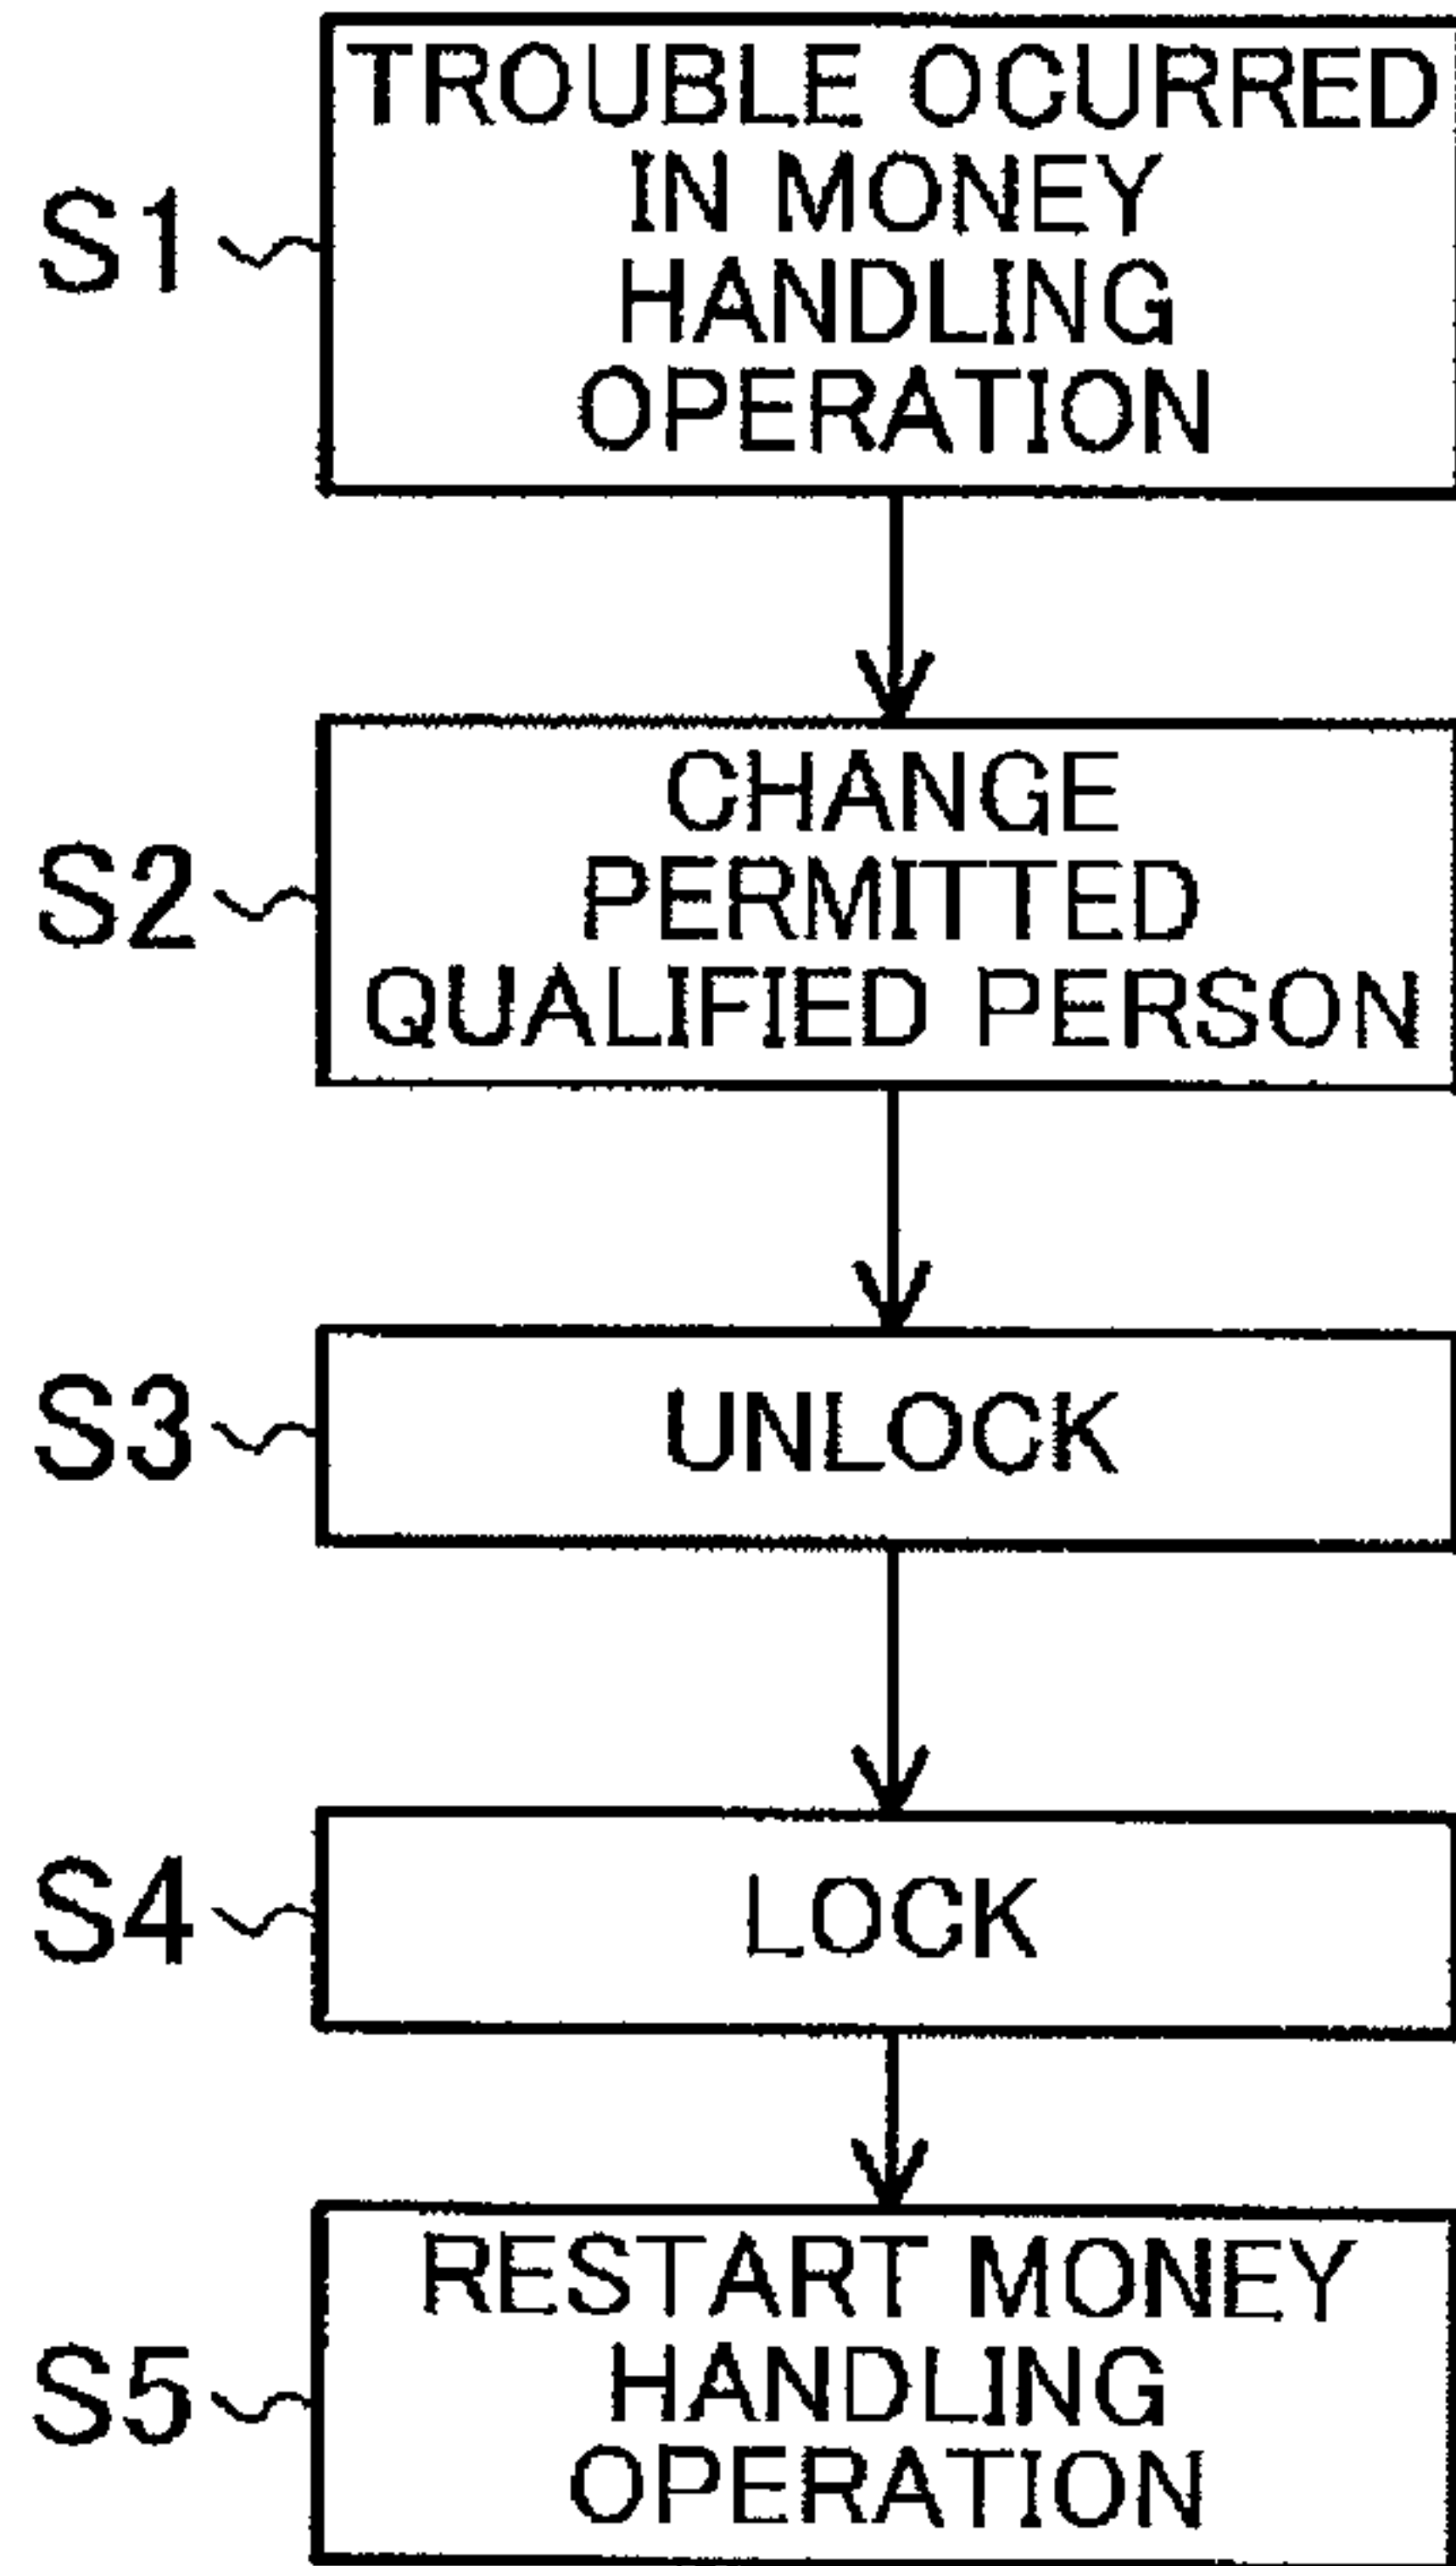 TROUBLE OCURRED
IN MONEY
HANDLING
OPERATION
S1
CHANGE
PERMITTED
QUALIFIED PERSON
S2
UNLOCK
S3
LOCK
S4
RESTART MONEY
HANDLING
OPERATION
S5